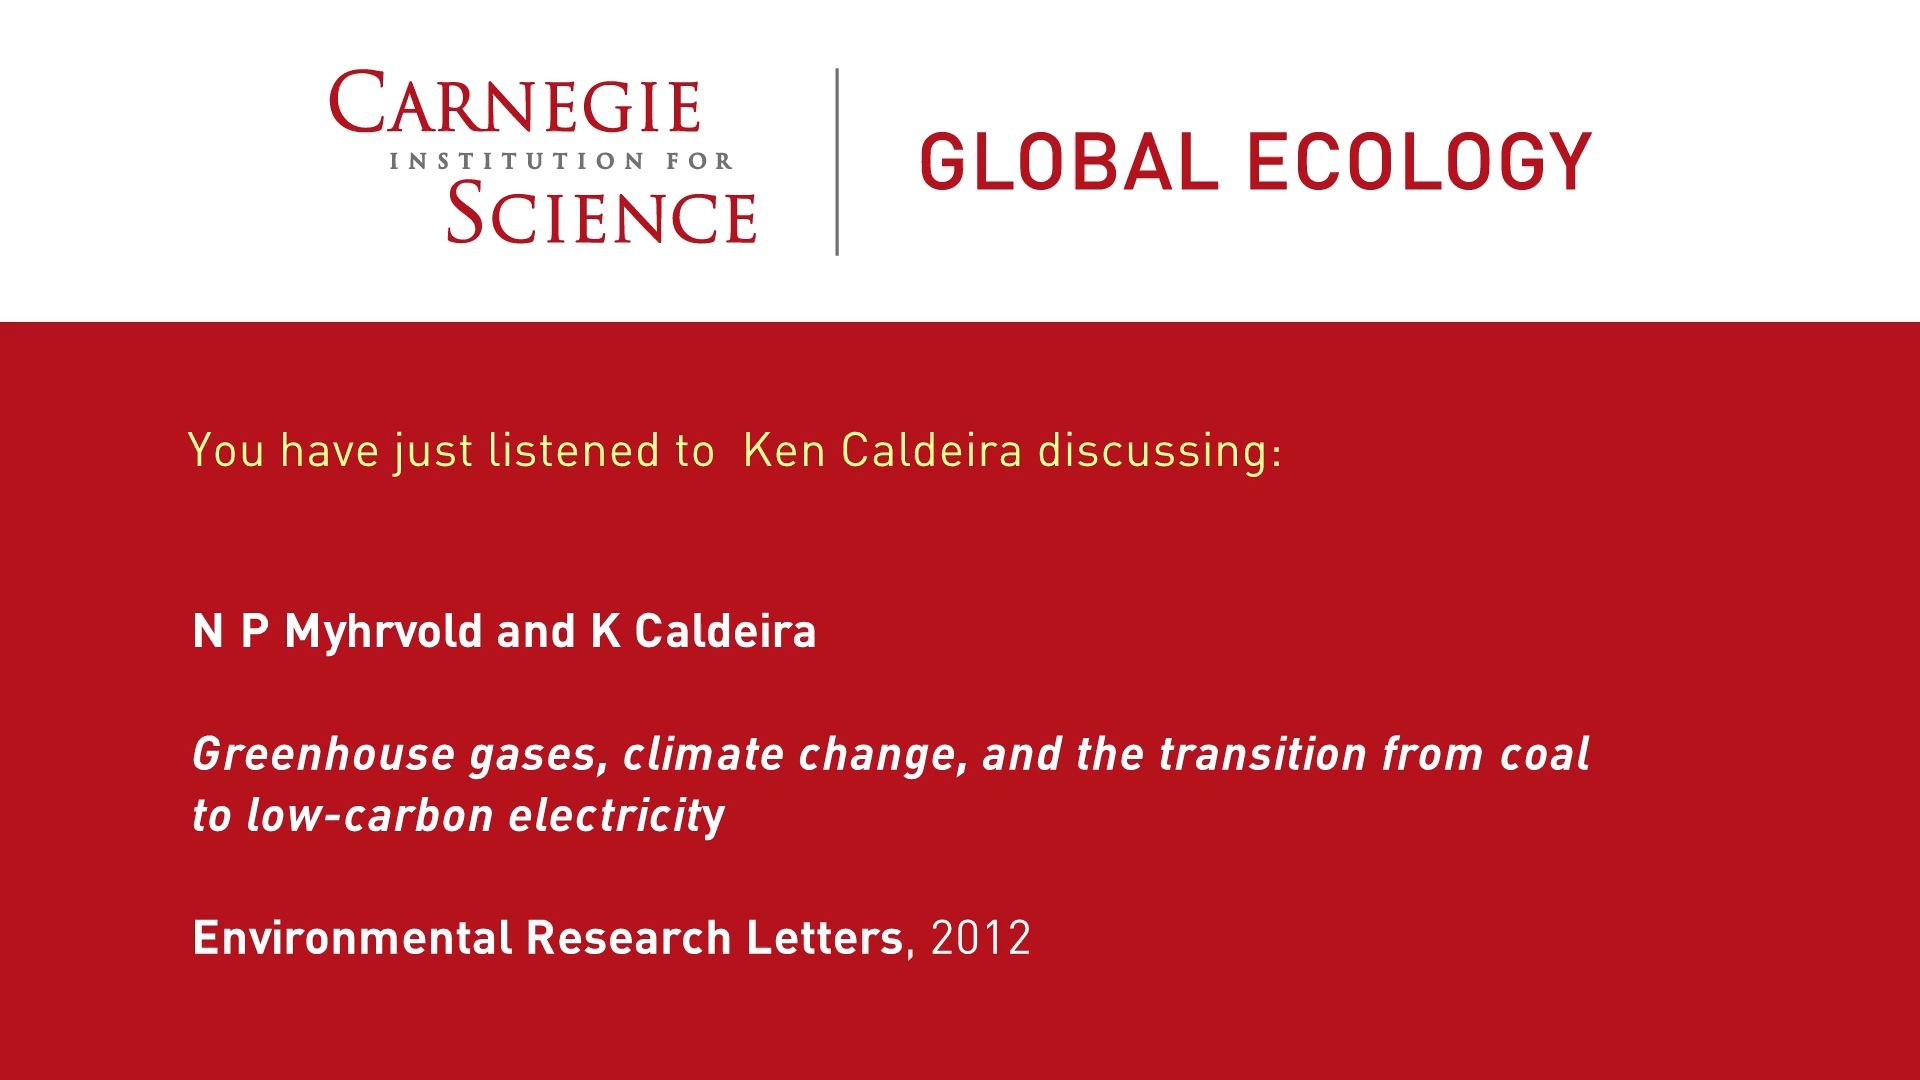 CARNEGIE
INSTITUTION FOR
SCIENCE
GLOBAL ECOLOGY
You have just listened to  Ken Caldeira discussing:
N P Myhrvold and K Caldeira
Greenhouse gases, climate change, and the transition from coal
to low-carbon electricity
Environmental Research Letters, 2012